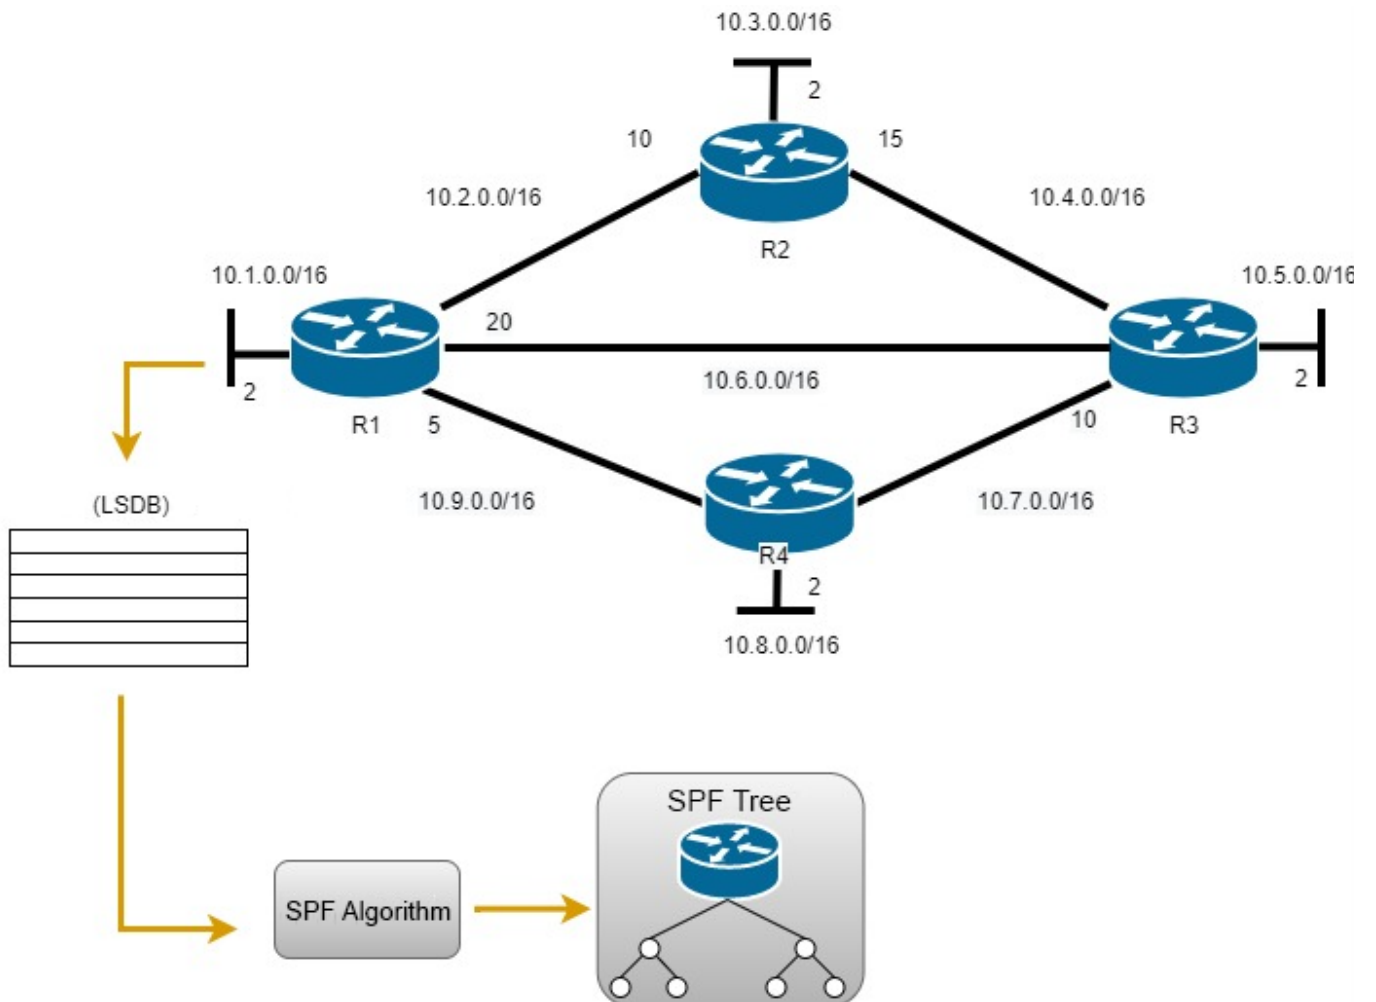 10.3.0.0/16
2
10
15
10.2.0.0/16
10.4.0.0/16
R2
10.1.0.0/16
10.5.0.0/16
20
10.6.0.0/16
2
2
R1
5
10
R3
10.9.0.0/16
10.7.0.0/16
(LSDB)
R4
2
10.8.0.0/16
SPF Tree
SPF Algorithm